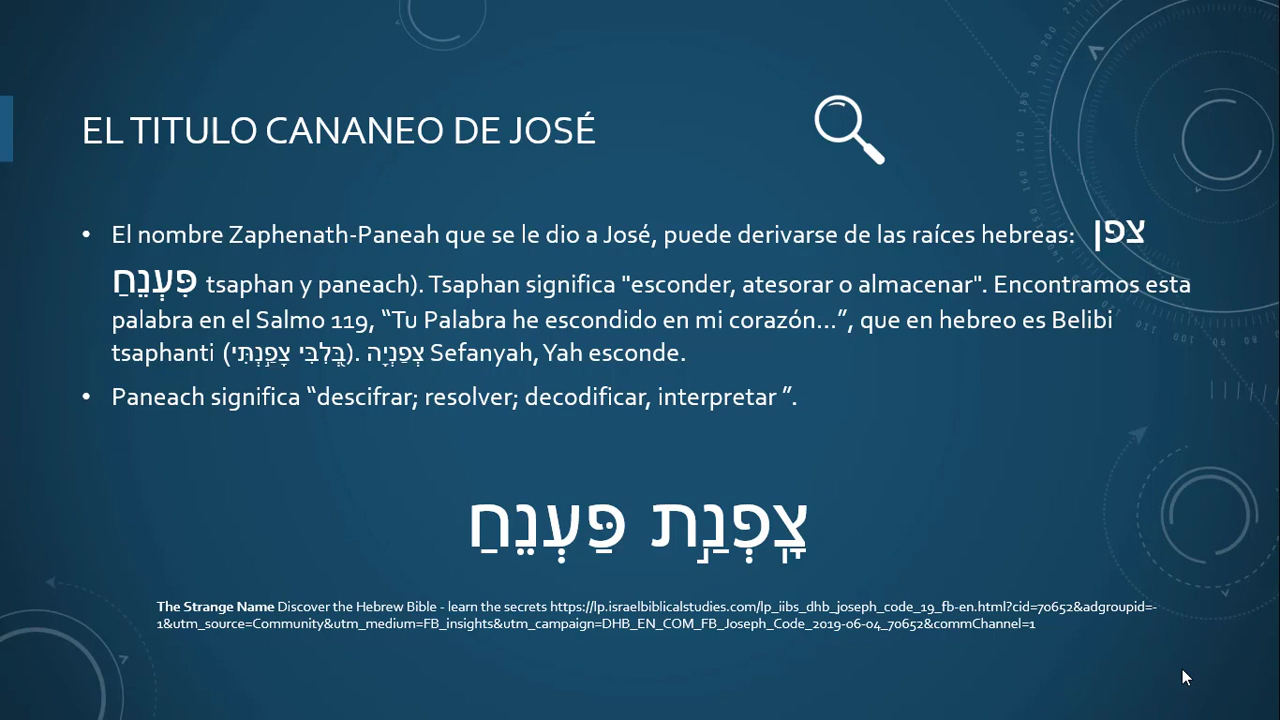 EL TITULO CANANEO DE JOSÉ
• El nombre Zaphenath-Paneah que se le dio a José, puede derivarse de las raíces hebreas: צפן
פִּעְנֵחַ tsaphan y paneach). Tsaphan significa "esconder, atesorar o almacenar". Encontramos esta
palabra en el Salmo 119, “Tu Palabra he escondido en mi corazón...”, que en hebreo es Belibi
tsaphanti (בְּ֭לִבִּי צָפַ֣נְתִּי). צְפַנְיָה Sefanyah, Yah esconde.
• Paneach significa “descifrar; resolver; decodificar, interpretar ”.
צָֽפְנַ֣ת פַּעְנֵחַ
The Strange Name Discover the Hebrew Bible - learn the secrets https://lp.israelbiblicalstudies.com/lp_iibs_dhb_joseph_code_19_fb-en.html?cid=70652&adgroupid=-
1&utm_source=Community&utm_medium=FB_insights&utm_campaign=DHB_EN_COM_FB_Joseph_Code_2019-06-04_70652&commChannel=1